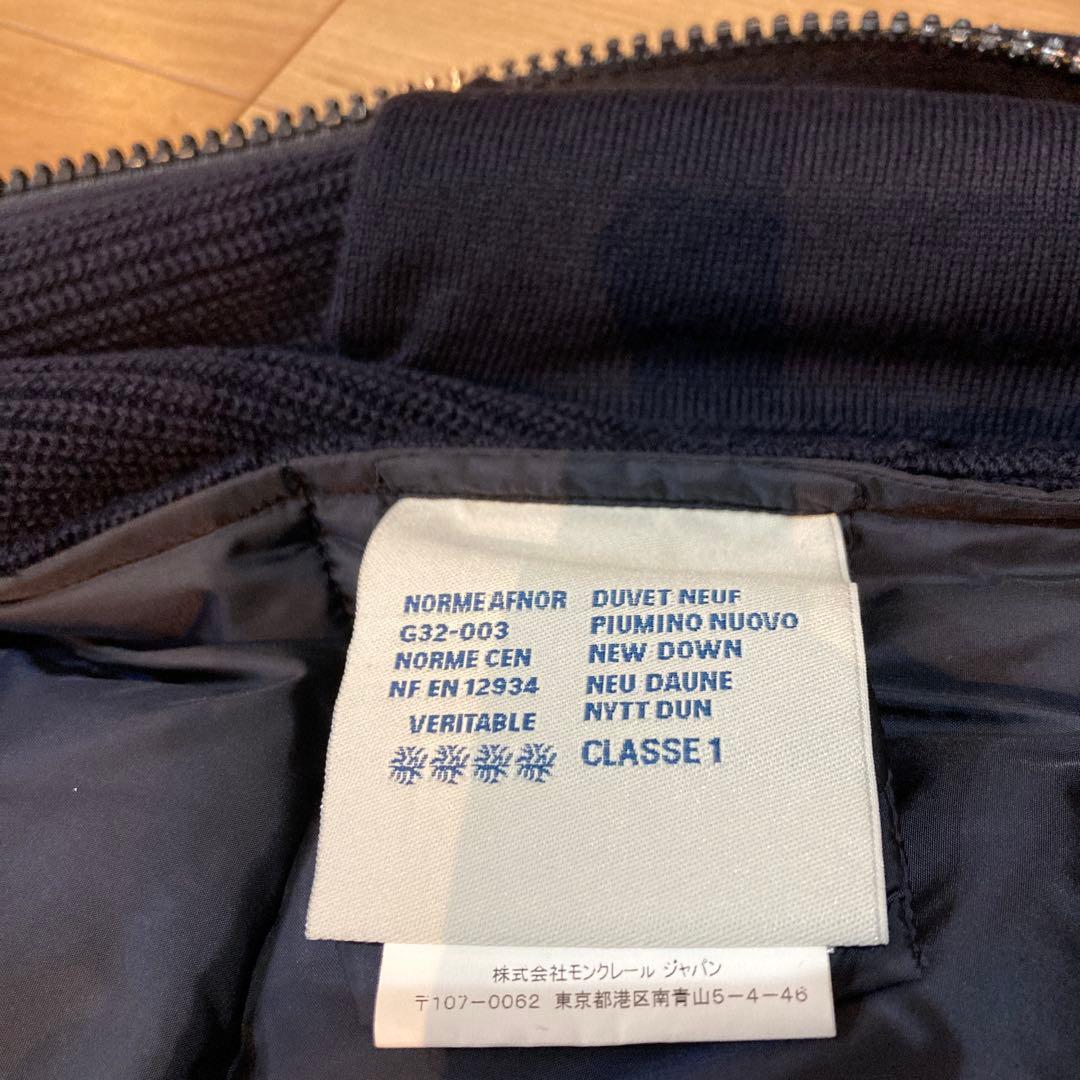 NORME AFNOR
G32-003
NORME CEN
NF EN 12934
VERITABLE
DUVET NEUF
PIUMINO NUOVO
NEW DOWN
NEU DAUNE
NYTT DUN
CLASSE 1
株式会社モンクレール ジャパン
〒107-0062 東京都港区南青山5-4-46